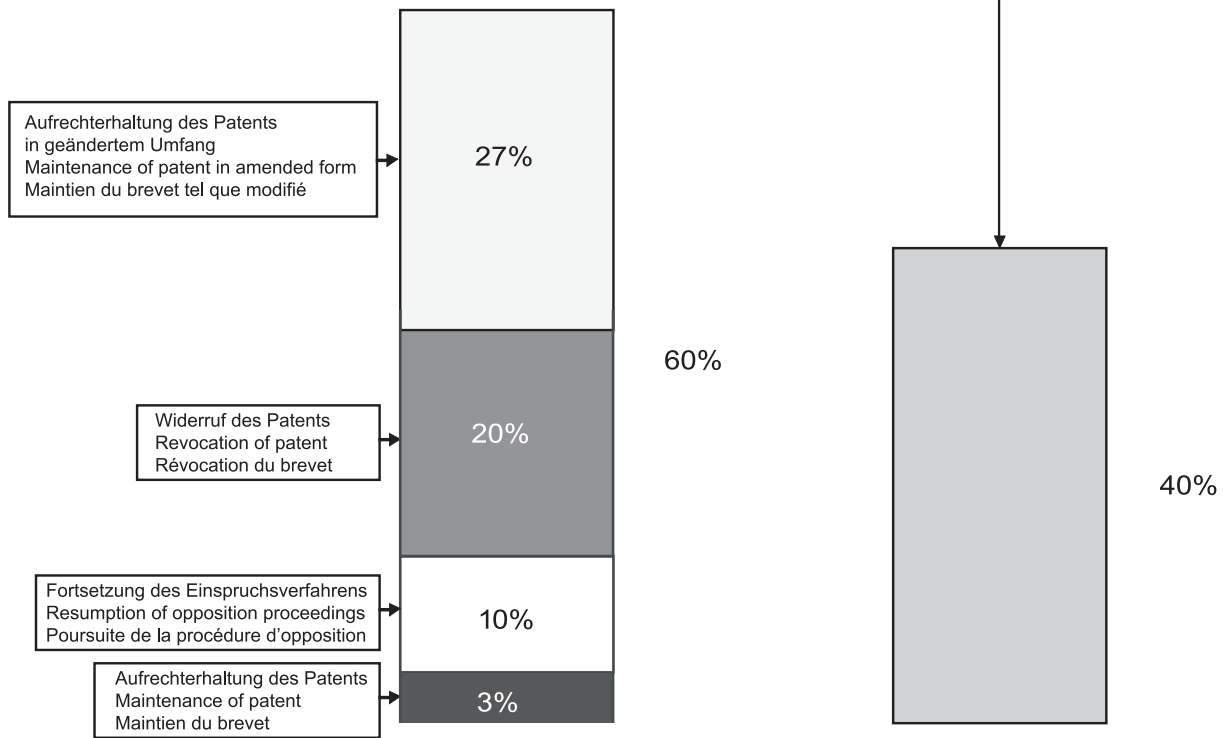 Aufrechterhaltung des Patents
in geändertem Umfang
Maintenance of patent in amended form
Maintien du brevet tel que modifié
27%
60%
Widerruf des Patents
Revocation of patent
Révocation du brevet
20%
40%
Fortsetzung des Einspruchsverfahrens
Resumption of opposition proceedings
Poursuite de la procédure d'opposition
10%
Aufrechterhaltung des Patents
Maintenance of patent
Maintien du brevet
3%